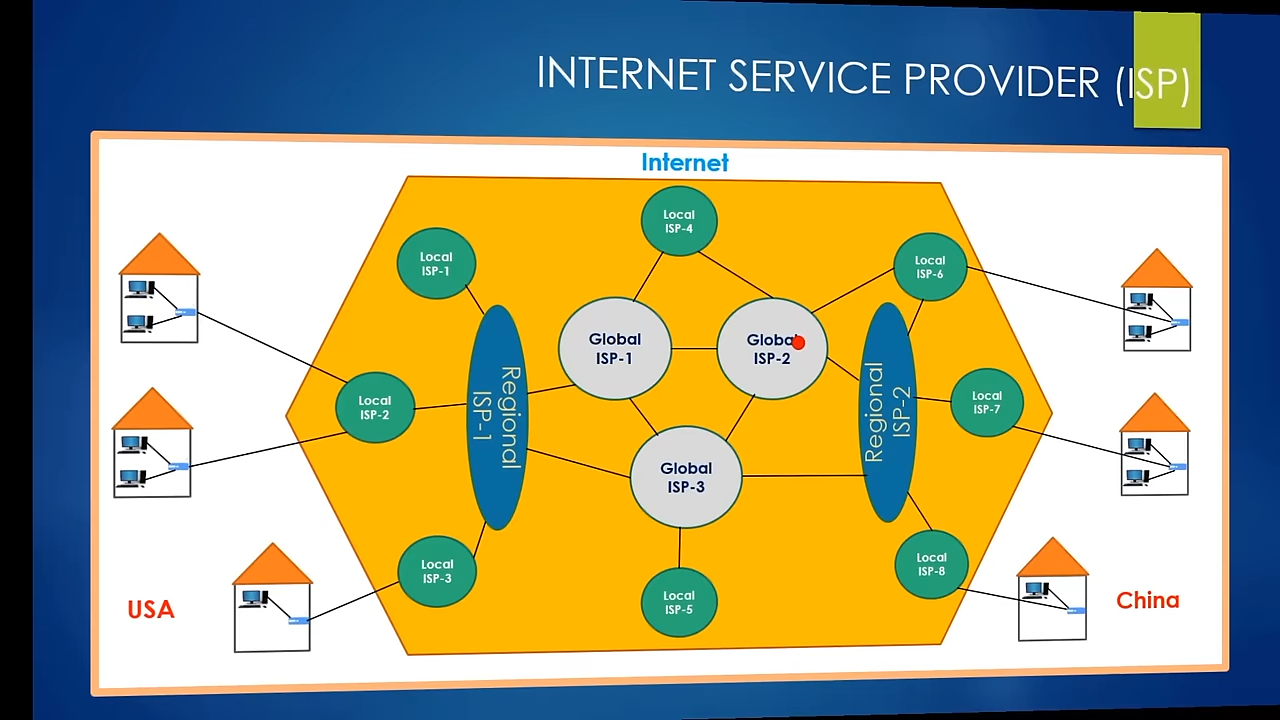 INTERNET SERVICE PROVIDER (ISP)
Internet
Local
ISP-4
Local
ISP-1
Local
ISP-6
Global
ISP-1
Global
ISP-2
Regional
ISP-1
Regional
ISP-2
Local
ISP-2
Local
ISP-7
Global
ISP-3
Local
ISP-3
Local
ISP-8
Local
ISP-5
USA
China